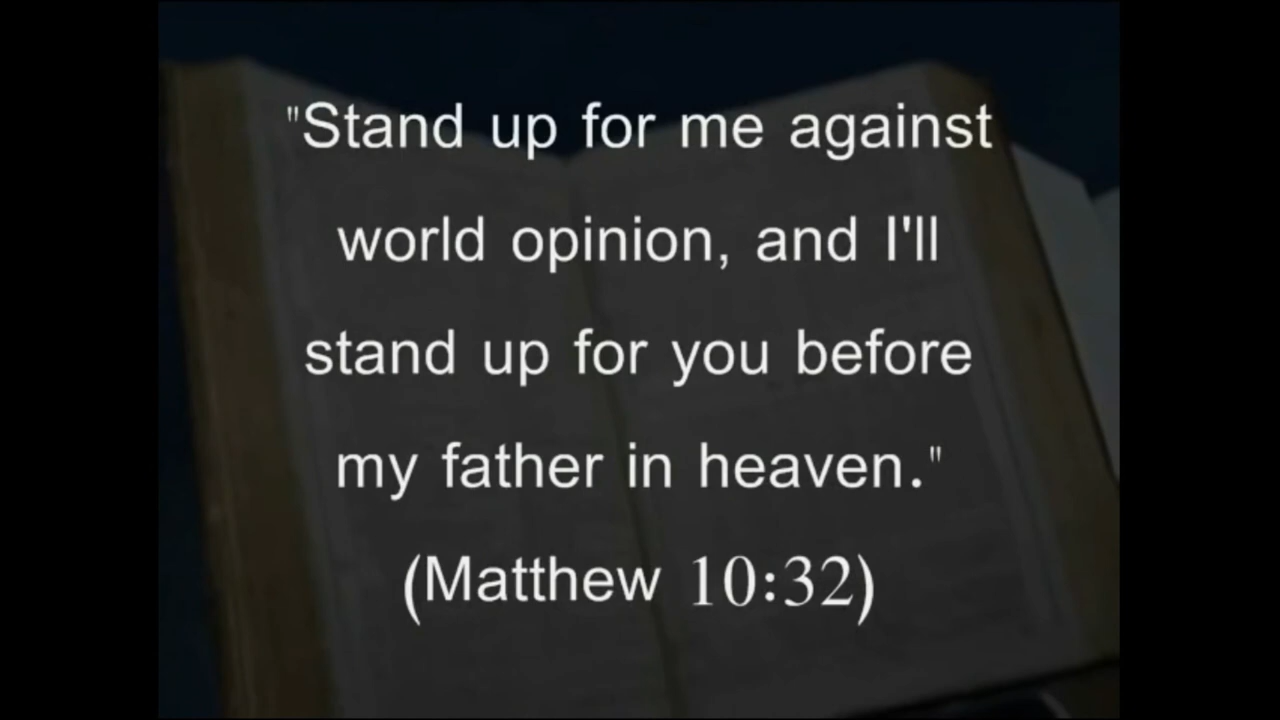 "Stand up for me against
world opinion, and I'll
stand up for you before
my father in heaven."
(Matthew 10:32)